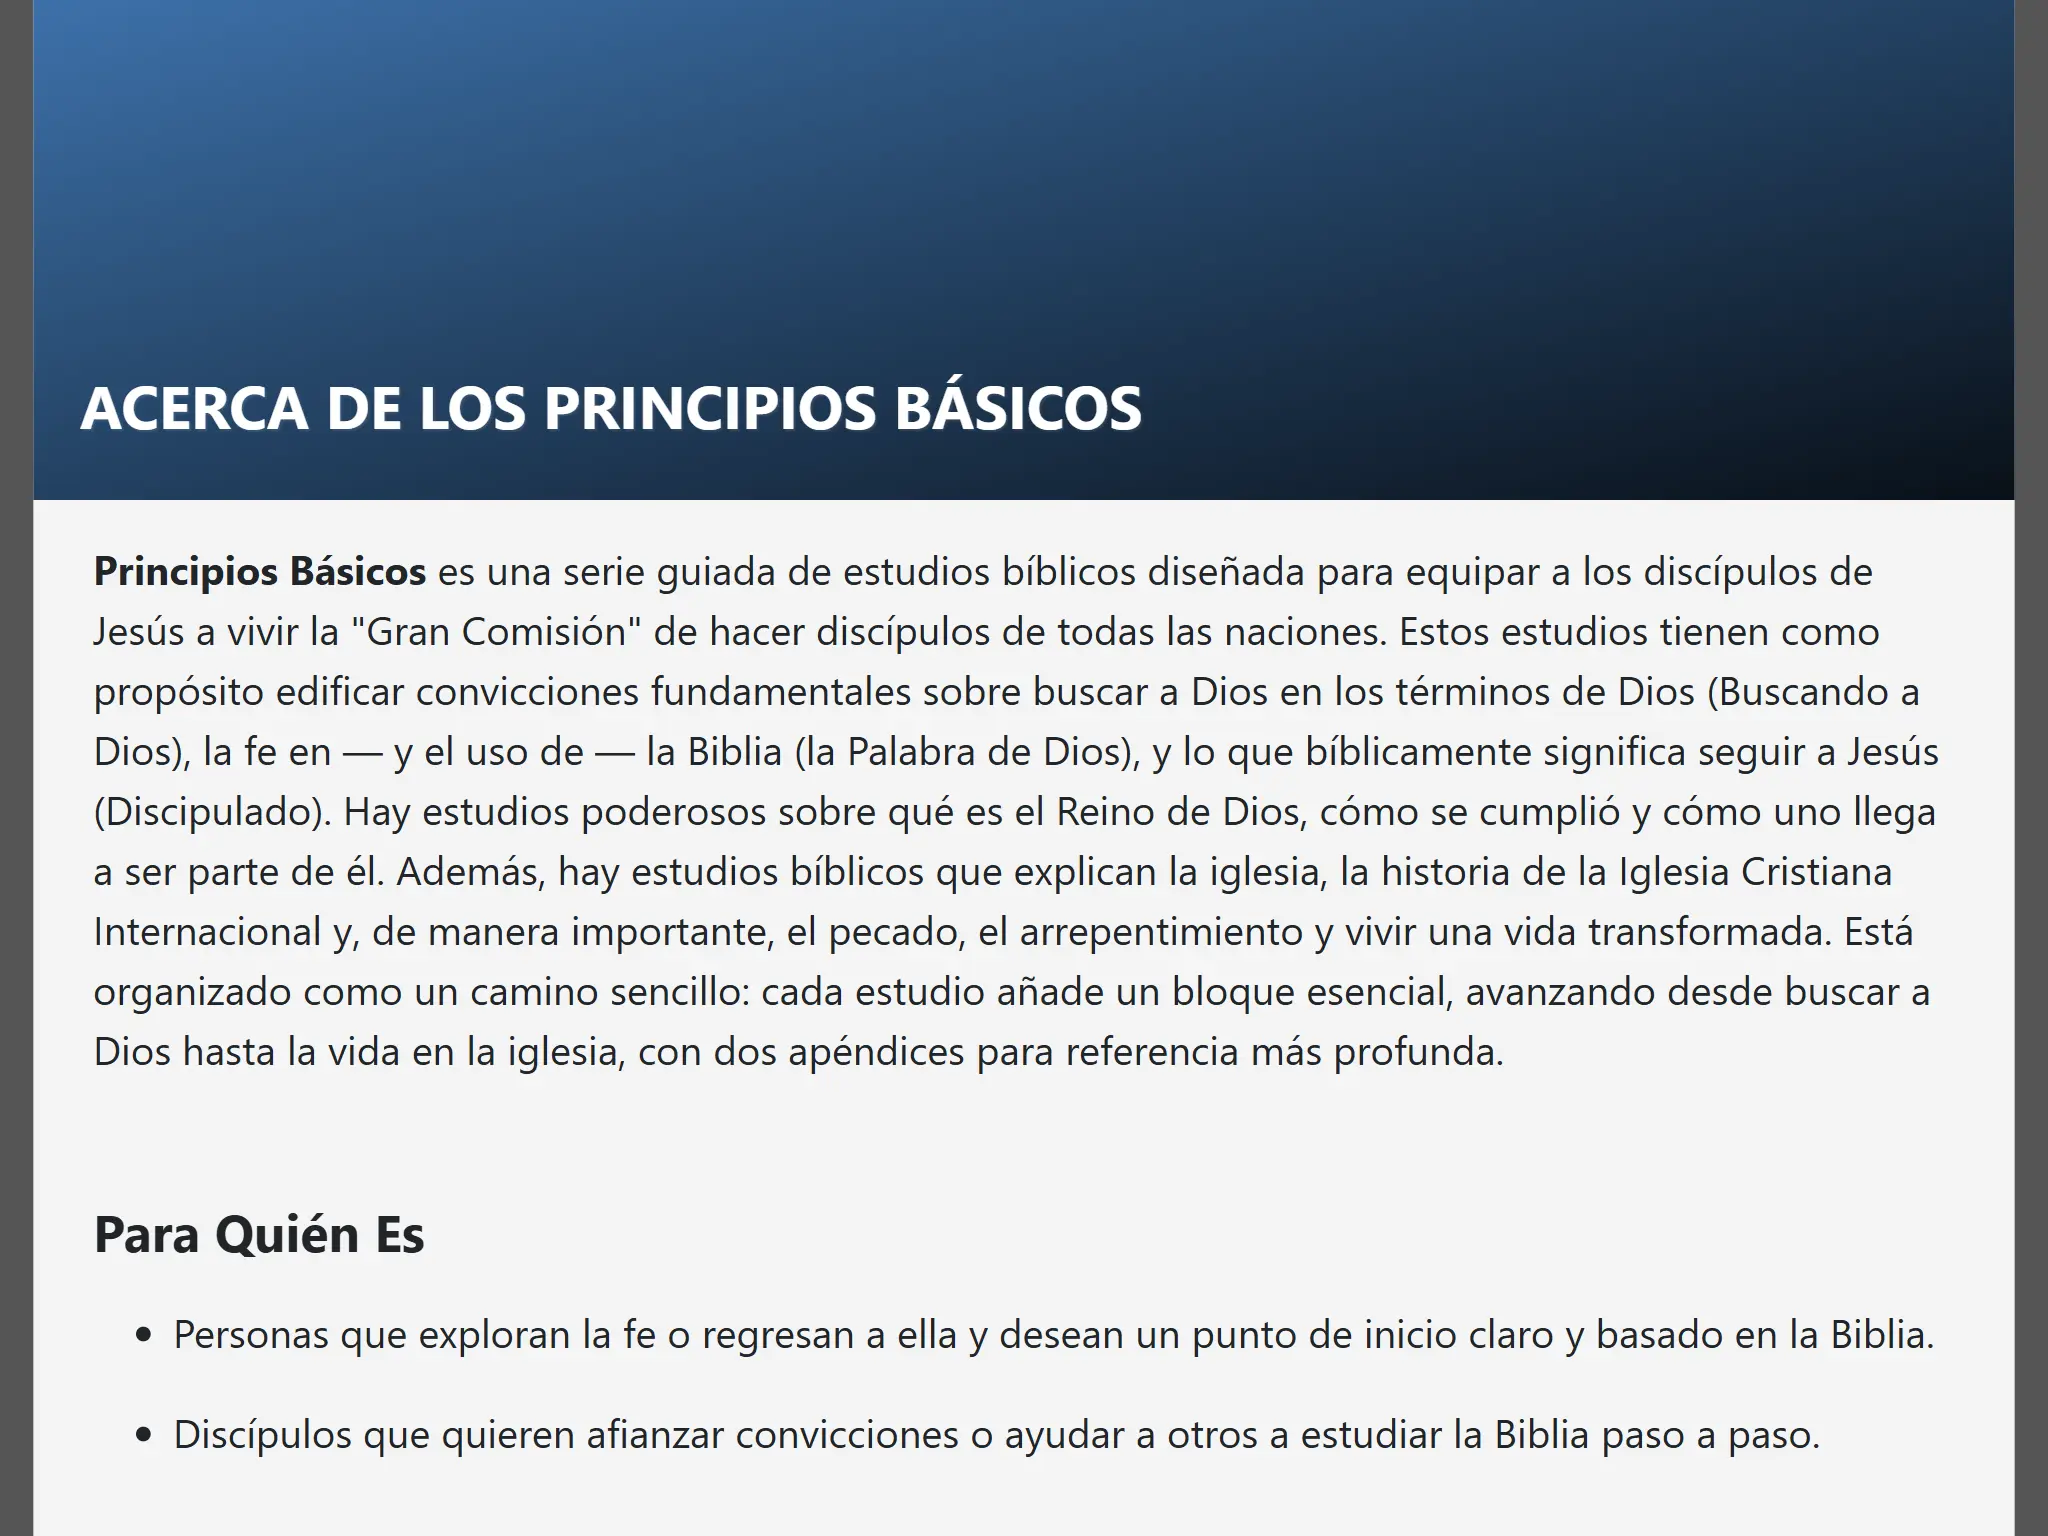 ACERCA DE LOS PRINCIPIOS BÁSICOS
Principios Básicos es una serie guiada de estudios bíblicos diseñada para equipar a los discípulos de
Jesús a vivir la "Gran Comisión" de hacer discípulos de todas las naciones. Estos estudios tienen como
propósito edificar convicciones fundamentales sobre buscar a Dios en los términos de Dios (Buscando a
Dios), la fe en — y el uso de — la Biblia (la Palabra de Dios), y lo que bíblicamente significa seguir a Jesús
(Discipulado). Hay estudios poderosos sobre qué es el Reino de Dios, cómo se cumplió y cómo uno llega
a ser parte de él. Además, hay estudios bíblicos que explican la iglesia, la historia de la Iglesia Cristiana
Internacional y, de manera importante, el pecado, el arrepentimiento y vivir una vida transformada. Está
organizado como un camino sencillo: cada estudio añade un bloque esencial, avanzando desde buscar a
Dios hasta la vida en la iglesia, con dos apéndices para referencia más profunda.
Para Quién Es
• Personas que exploran la fe o regresan a ella y desean un punto de inicio claro y basado en la Biblia.
• Discípulos que quieren afianzar convicciones o ayudar a otros a estudiar la Biblia paso a paso.